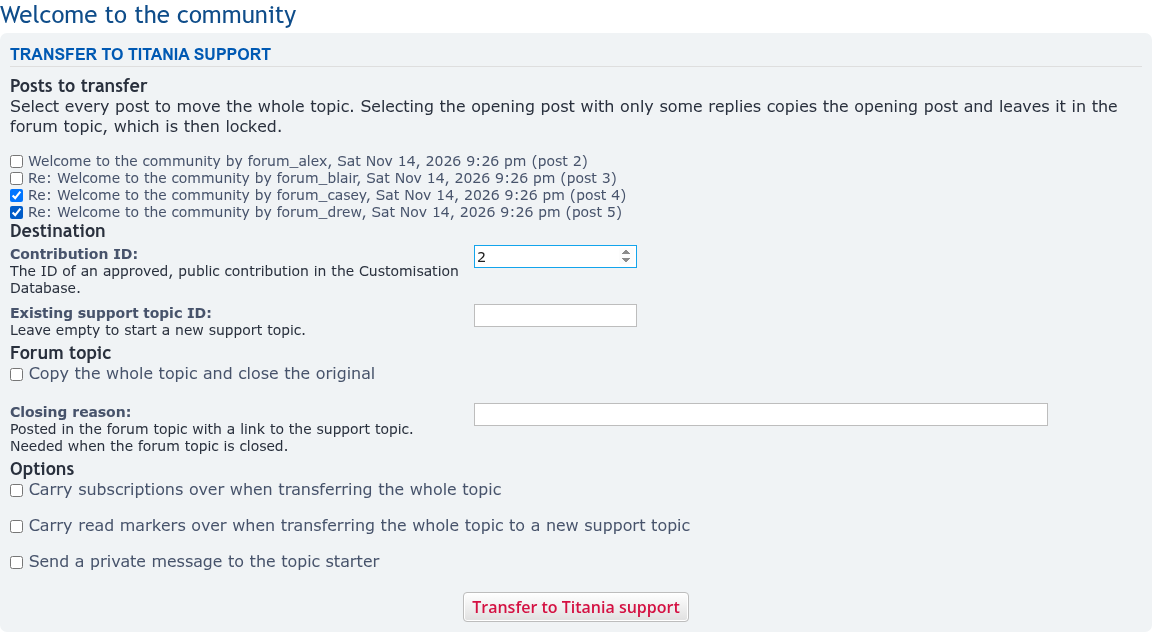 Welcome to the community
TRANSFER TO TITANIA SUPPORT
Posts to transfer
Select every post to move the whole topic. Selecting the opening post with only some replies copies the opening post and leaves it in the
forum topic, which is then locked.
Welcome to the community by forum_alex, Sat Nov 14, 2026 9:26 pm (post 2)
Re: Welcome to the community by forum_blair, Sat Nov 14, 2026 9:26 pm (post 3)
Re: Welcome to the community by forum_casey, Sat Nov 14, 2026 9:26 pm (post 4)
Re: Welcome to the community by forum_drew, Sat Nov 14, 2026 9:26 pm (post 5)
Destination
Contribution ID:
2
The ID of an approved, public contribution in the Customisation
Database.
Existing support topic ID:
Leave empty to start a new support topic.
Forum topic
Copy the whole topic and close the original
Closing reason:
Posted in the forum topic with a link to the support topic.
Needed when the forum topic is closed.
Options
Carry subscriptions over when transferring the whole topic
Carry read markers over when transferring the whole topic to a new support topic
Send a private message to the topic starter
Transfer to Titania support